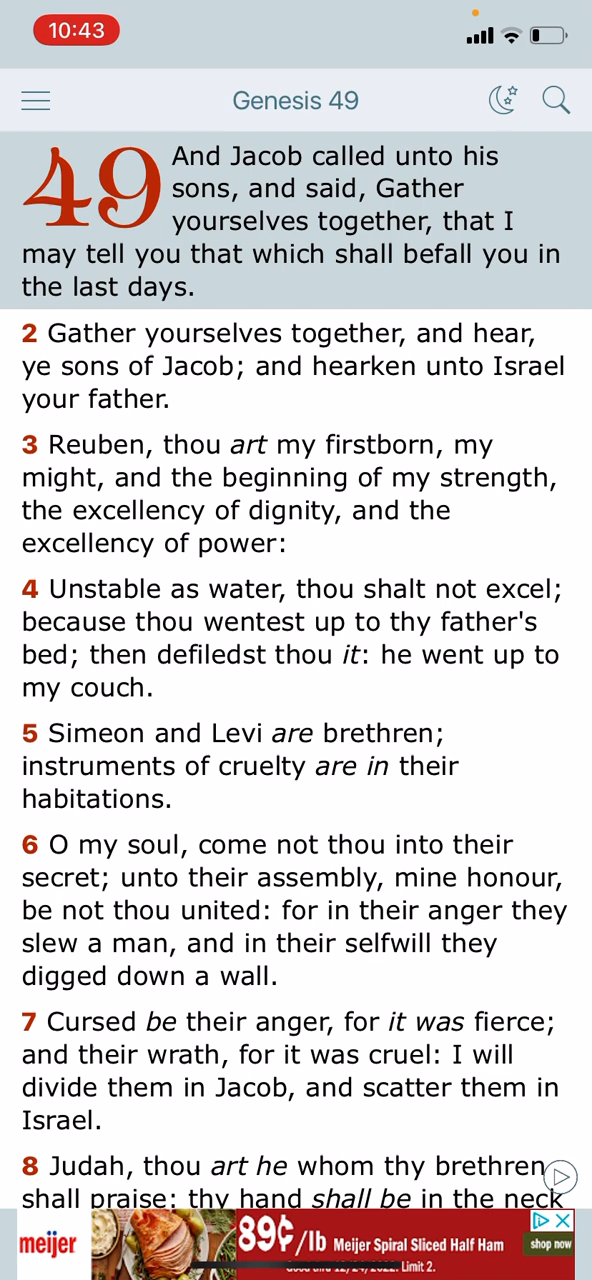 10:43
Genesis 49
49 And Jacob called unto his
sons, and said, Gather
yourselves together, that I
may tell you that which shall befall you in
the last days.
2 Gather yourselves together, and hear,
ye sons of Jacob; and hearken unto Israel
your father.
3 Reuben, thou art my firstborn, my
might, and the beginning of my strength,
the excellency of dignity, and the
excellency of power:
4 Unstable as water, thou shalt not excel;
because thou wentest up to thy father's
bed; then defiledst thou it: he went up to
my couch.
5 Simeon and Levi are brethren;
instruments of cruelty are in their
habitations.
6 O my soul, come not thou into their
secret; unto their assembly, mine honour,
be not thou united: for in their anger they
slew a man, and in their selfwill they
digged down a wall.
7 Cursed be their anger, for it was fierce;
and their wrath, for it was cruel: I will
divide them in Jacob, and scatter them in
Israel.
8 Judah, thou art he whom thy brethren
shall praise: thy hand shall be in the neck
meijer
89¢/lb Meijer Spiral Sliced Half Ham
shop now
Limit 2.